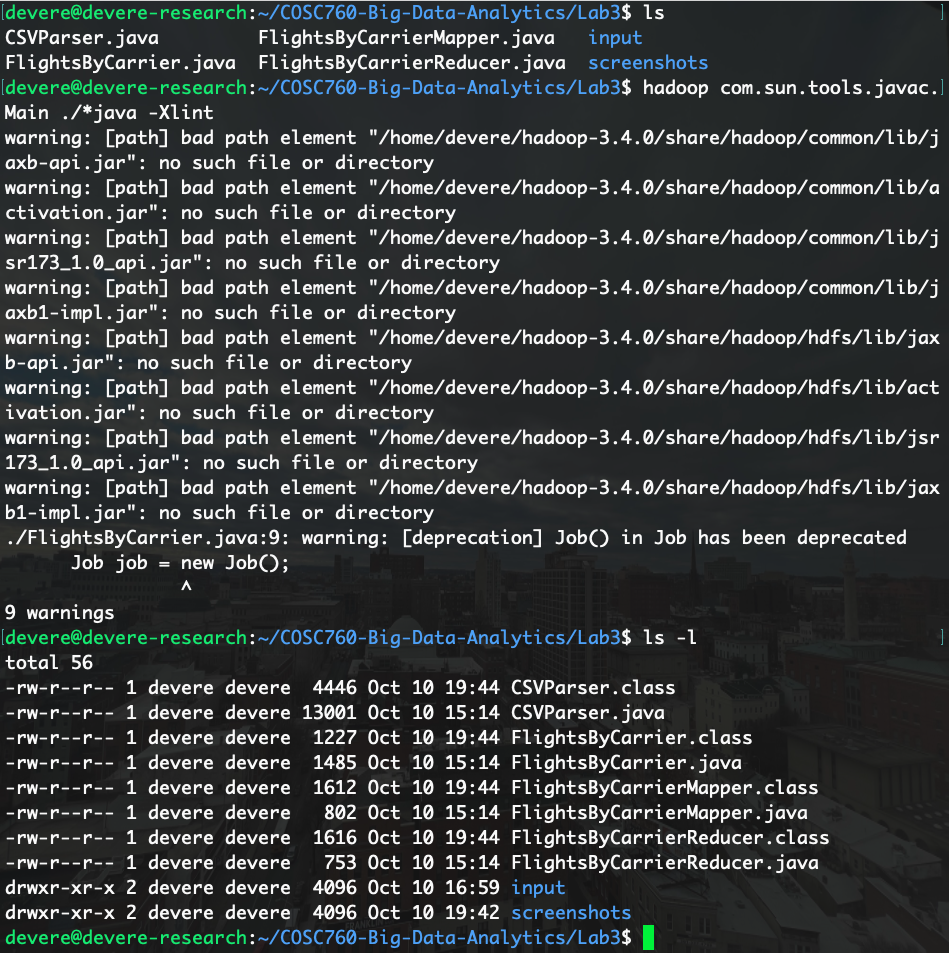 [devere@devere-research:~/COSC760-Big-Data-Analytics/Lab3$ ls ]
CSVParser.java         FlightsByCarrierMapper.java   input
FlightsByCarrier.java  FlightsByCarrierReducer.java  screenshots
[devere@devere-research:~/COSC760-Big-Data-Analytics/Lab3$ hadoop com.sun.tools.javac.]
Main ./*java -Xlint
warning: [path] bad path element "/home/devere/hadoop-3.4.0/share/hadoop/common/lib/j
axb-api.jar": no such file or directory
warning: [path] bad path element "/home/devere/hadoop-3.4.0/share/hadoop/common/lib/a
ctivation.jar": no such file or directory
warning: [path] bad path element "/home/devere/hadoop-3.4.0/share/hadoop/common/lib/j
sr173_1.0_api.jar": no such file or directory
warning: [path] bad path element "/home/devere/hadoop-3.4.0/share/hadoop/common/lib/j
axb1-impl.jar": no such file or directory
warning: [path] bad path element "/home/devere/hadoop-3.4.0/share/hadoop/hdfs/lib/jax
b-api.jar": no such file or directory
warning: [path] bad path element "/home/devere/hadoop-3.4.0/share/hadoop/hdfs/lib/act
ivation.jar": no such file or directory
warning: [path] bad path element "/home/devere/hadoop-3.4.0/share/hadoop/hdfs/lib/jsr
173_1.0_api.jar": no such file or directory
warning: [path] bad path element "/home/devere/hadoop-3.4.0/share/hadoop/hdfs/lib/jax
b1-impl.jar": no such file or directory
./FlightsByCarrier.java:9: warning: [deprecation] Job() in Job has been deprecated
      Job job = new Job();
                ^
9 warnings
[devere@devere-research:~/COSC760-Big-Data-Analytics/Lab3$ ls -l ]
total 56
-rw-r--r-- 1 devere devere  4446 Oct 10 19:44 CSVParser.class
-rw-r--r-- 1 devere devere 13001 Oct 10 15:14 CSVParser.java
-rw-r--r-- 1 devere devere  1227 Oct 10 19:44 FlightsByCarrier.class
-rw-r--r-- 1 devere devere  1485 Oct 10 15:14 FlightsByCarrier.java
-rw-r--r-- 1 devere devere  1612 Oct 10 19:44 FlightsByCarrierMapper.class
-rw-r--r-- 1 devere devere   802 Oct 10 15:14 FlightsByCarrierMapper.java
-rw-r--r-- 1 devere devere  1616 Oct 10 19:44 FlightsByCarrierReducer.class
-rw-r--r-- 1 devere devere   753 Oct 10 15:14 FlightsByCarrierReducer.java
drwxr-xr-x 2 devere devere  4096 Oct 10 16:59 input
drwxr-xr-x 2 devere devere  4096 Oct 10 19:42 screenshots
devere@devere-research:~/COSC760-Big-Data-Analytics/Lab3$